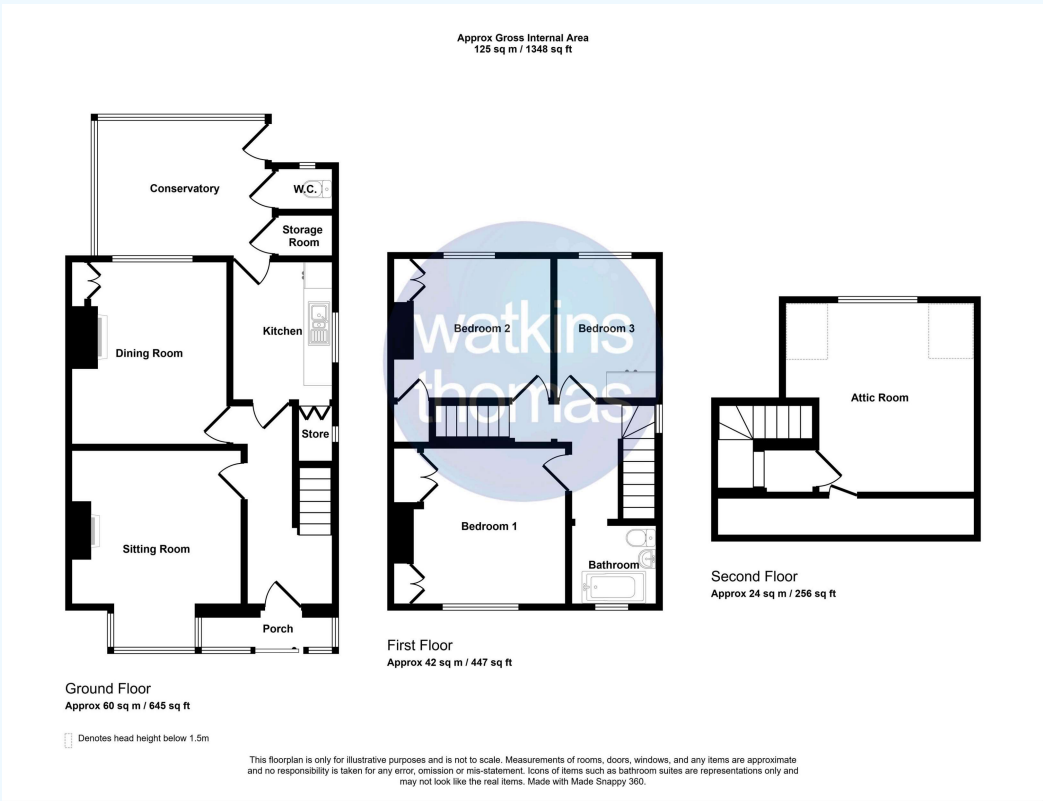 Approx Gross Internal Area
125 sq m / 1348 sq ft
Conservatory
W.C.
Storage
Room
Kitchen
Dining Room
Store
Sitting Room
Porch
Ground Floor
Approx 60 sq m / 645 sq ft
Denotes head height below 1.5m
watkins
thomas
Bedroom 2
Bedroom 3
Bedroom 1
Bathroom
First Floor
Approx 42 sq m / 447 sq ft
Attic Room
Second Floor
Approx 24 sq m / 256 sq ft
This floorplan is only for illustrative purposes and is not to scale. Measurements of rooms, doors, windows, and any items are approximate
and no responsibility is taken for any error, omission or mis-statement. Icons of items such as bathroom suites are representations only and
may not look like the real items. Made with Made Snappy 360.